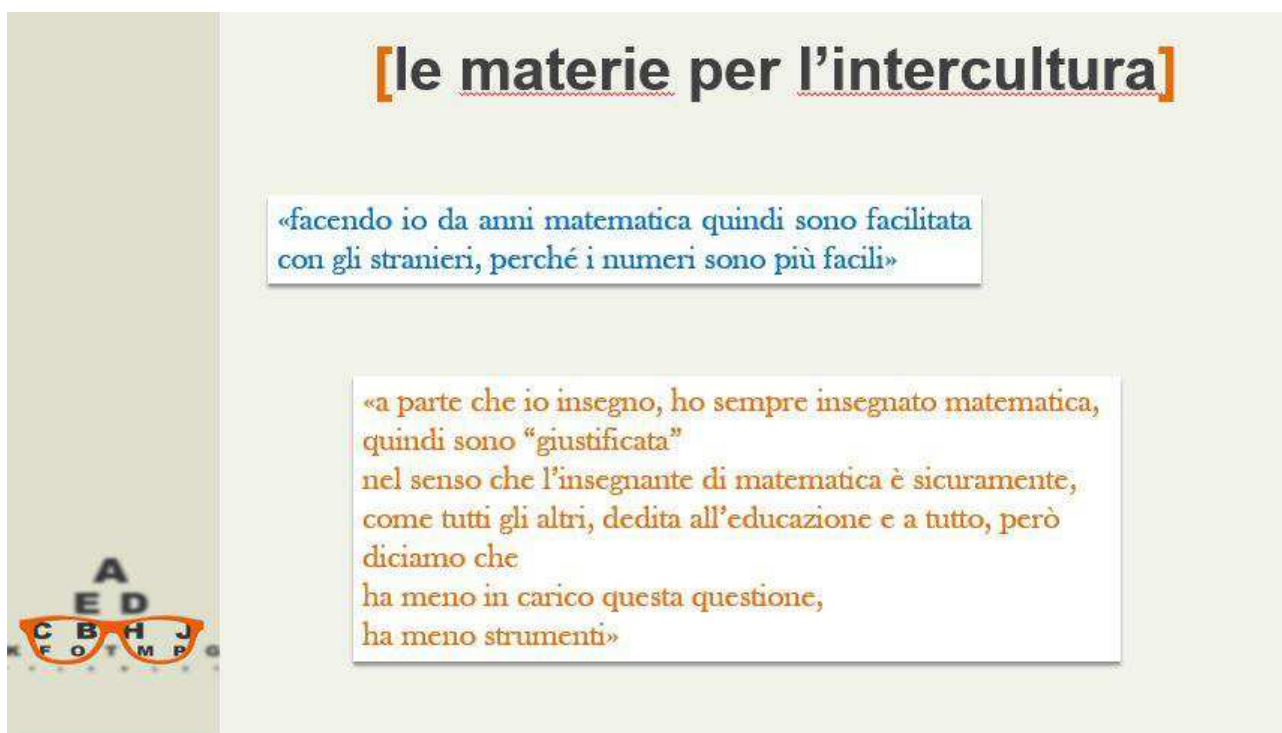 [le materie per l’intercultura]
«facendo io da anni matematica quindi sono facilitata
con gli stranieri, perché i numeri sono più facili»
«a parte che io insegno, ho sempre insegnato matematica,
quindi sono “giustificata”
nel senso che l’insegnante di matematica è sicuramente,
come tutti gli altri, dedita all’educazione e a tutto, però
diciamo che
ha meno in carico questa questione,
ha meno strumenti»
A
E D
C B H J
K F O T M P G